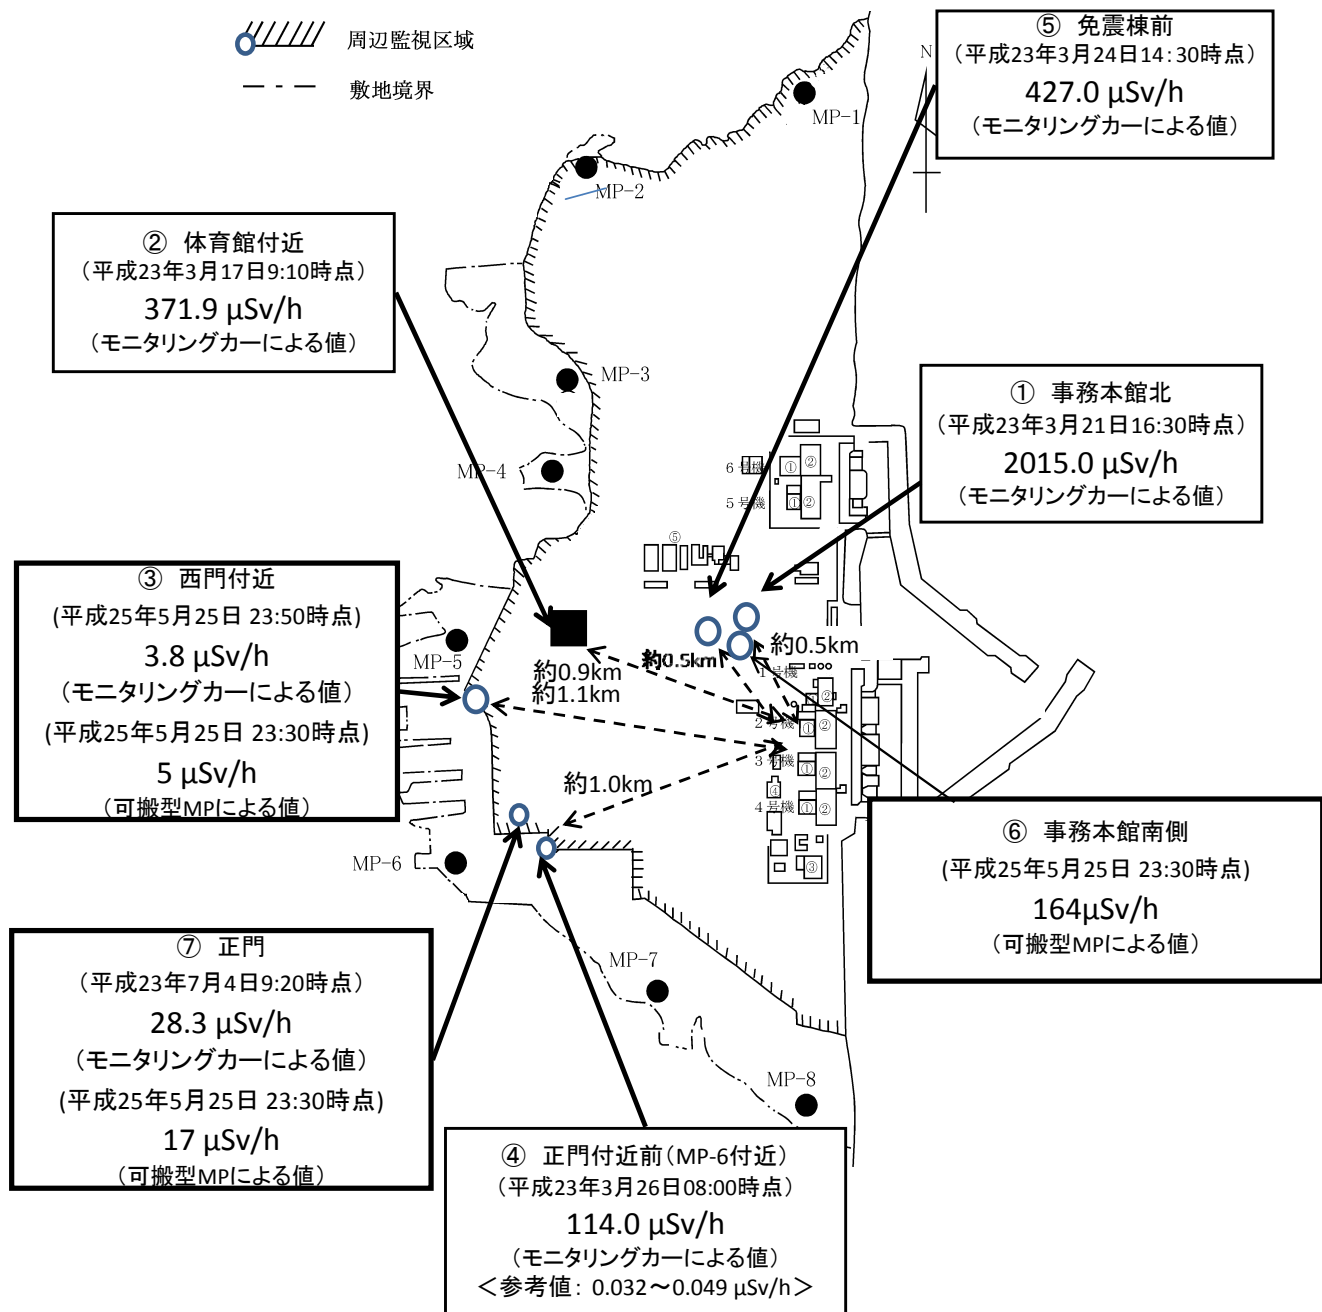 周辺監視区域
敷地境界
⑤ 免震棟前
（平成23年3月24日14：30時点）
427.0 μSv/h
（モニタリングカーによる値）
N
MP-1
MP-2
② 体育館付近
（平成23年3月17日9:10時点）
371.9 μSv/h
（モニタリングカーによる値）
MP-3
MP-4
① 事務本館北
（平成23年3月21日16:30時点）
2015.0 μSv/h
（モニタリングカーによる値）
6号機
① ②
5号機
① ②
⑤
③ 西門付近
(平成25年5月25日 23:50時点)
3.8 μSv/h
（モニタリングカーによる値）
(平成25年5月25日 23:30時点)
5 μSv/h
（可搬型MPによる値）
MP-5
約0.9km
約1.1km
約0.5km
約0.5km
1号機
②
2号機
① ②
3号機
① ②
④
4号機
① ②
③
約1.0km
MP-6
⑥ 事務本館南側
(平成25年5月25日 23:30時点)
164μSv/h
（可搬型MPによる値）
⑦ 正門
（平成23年7月4日9:20時点）
28.3 μSv/h
（モニタリングカーによる値）
(平成25年5月25日 23:30時点)
17 μSv/h
（可搬型MPによる値）
MP-7
MP-8
④ 正門付近前（MP-6付近）
（平成23年3月26日08:00時点）
114.0 μSv/h
（モニタリングカーによる値）
＜参考値：0.032～0.049 μSv/h＞